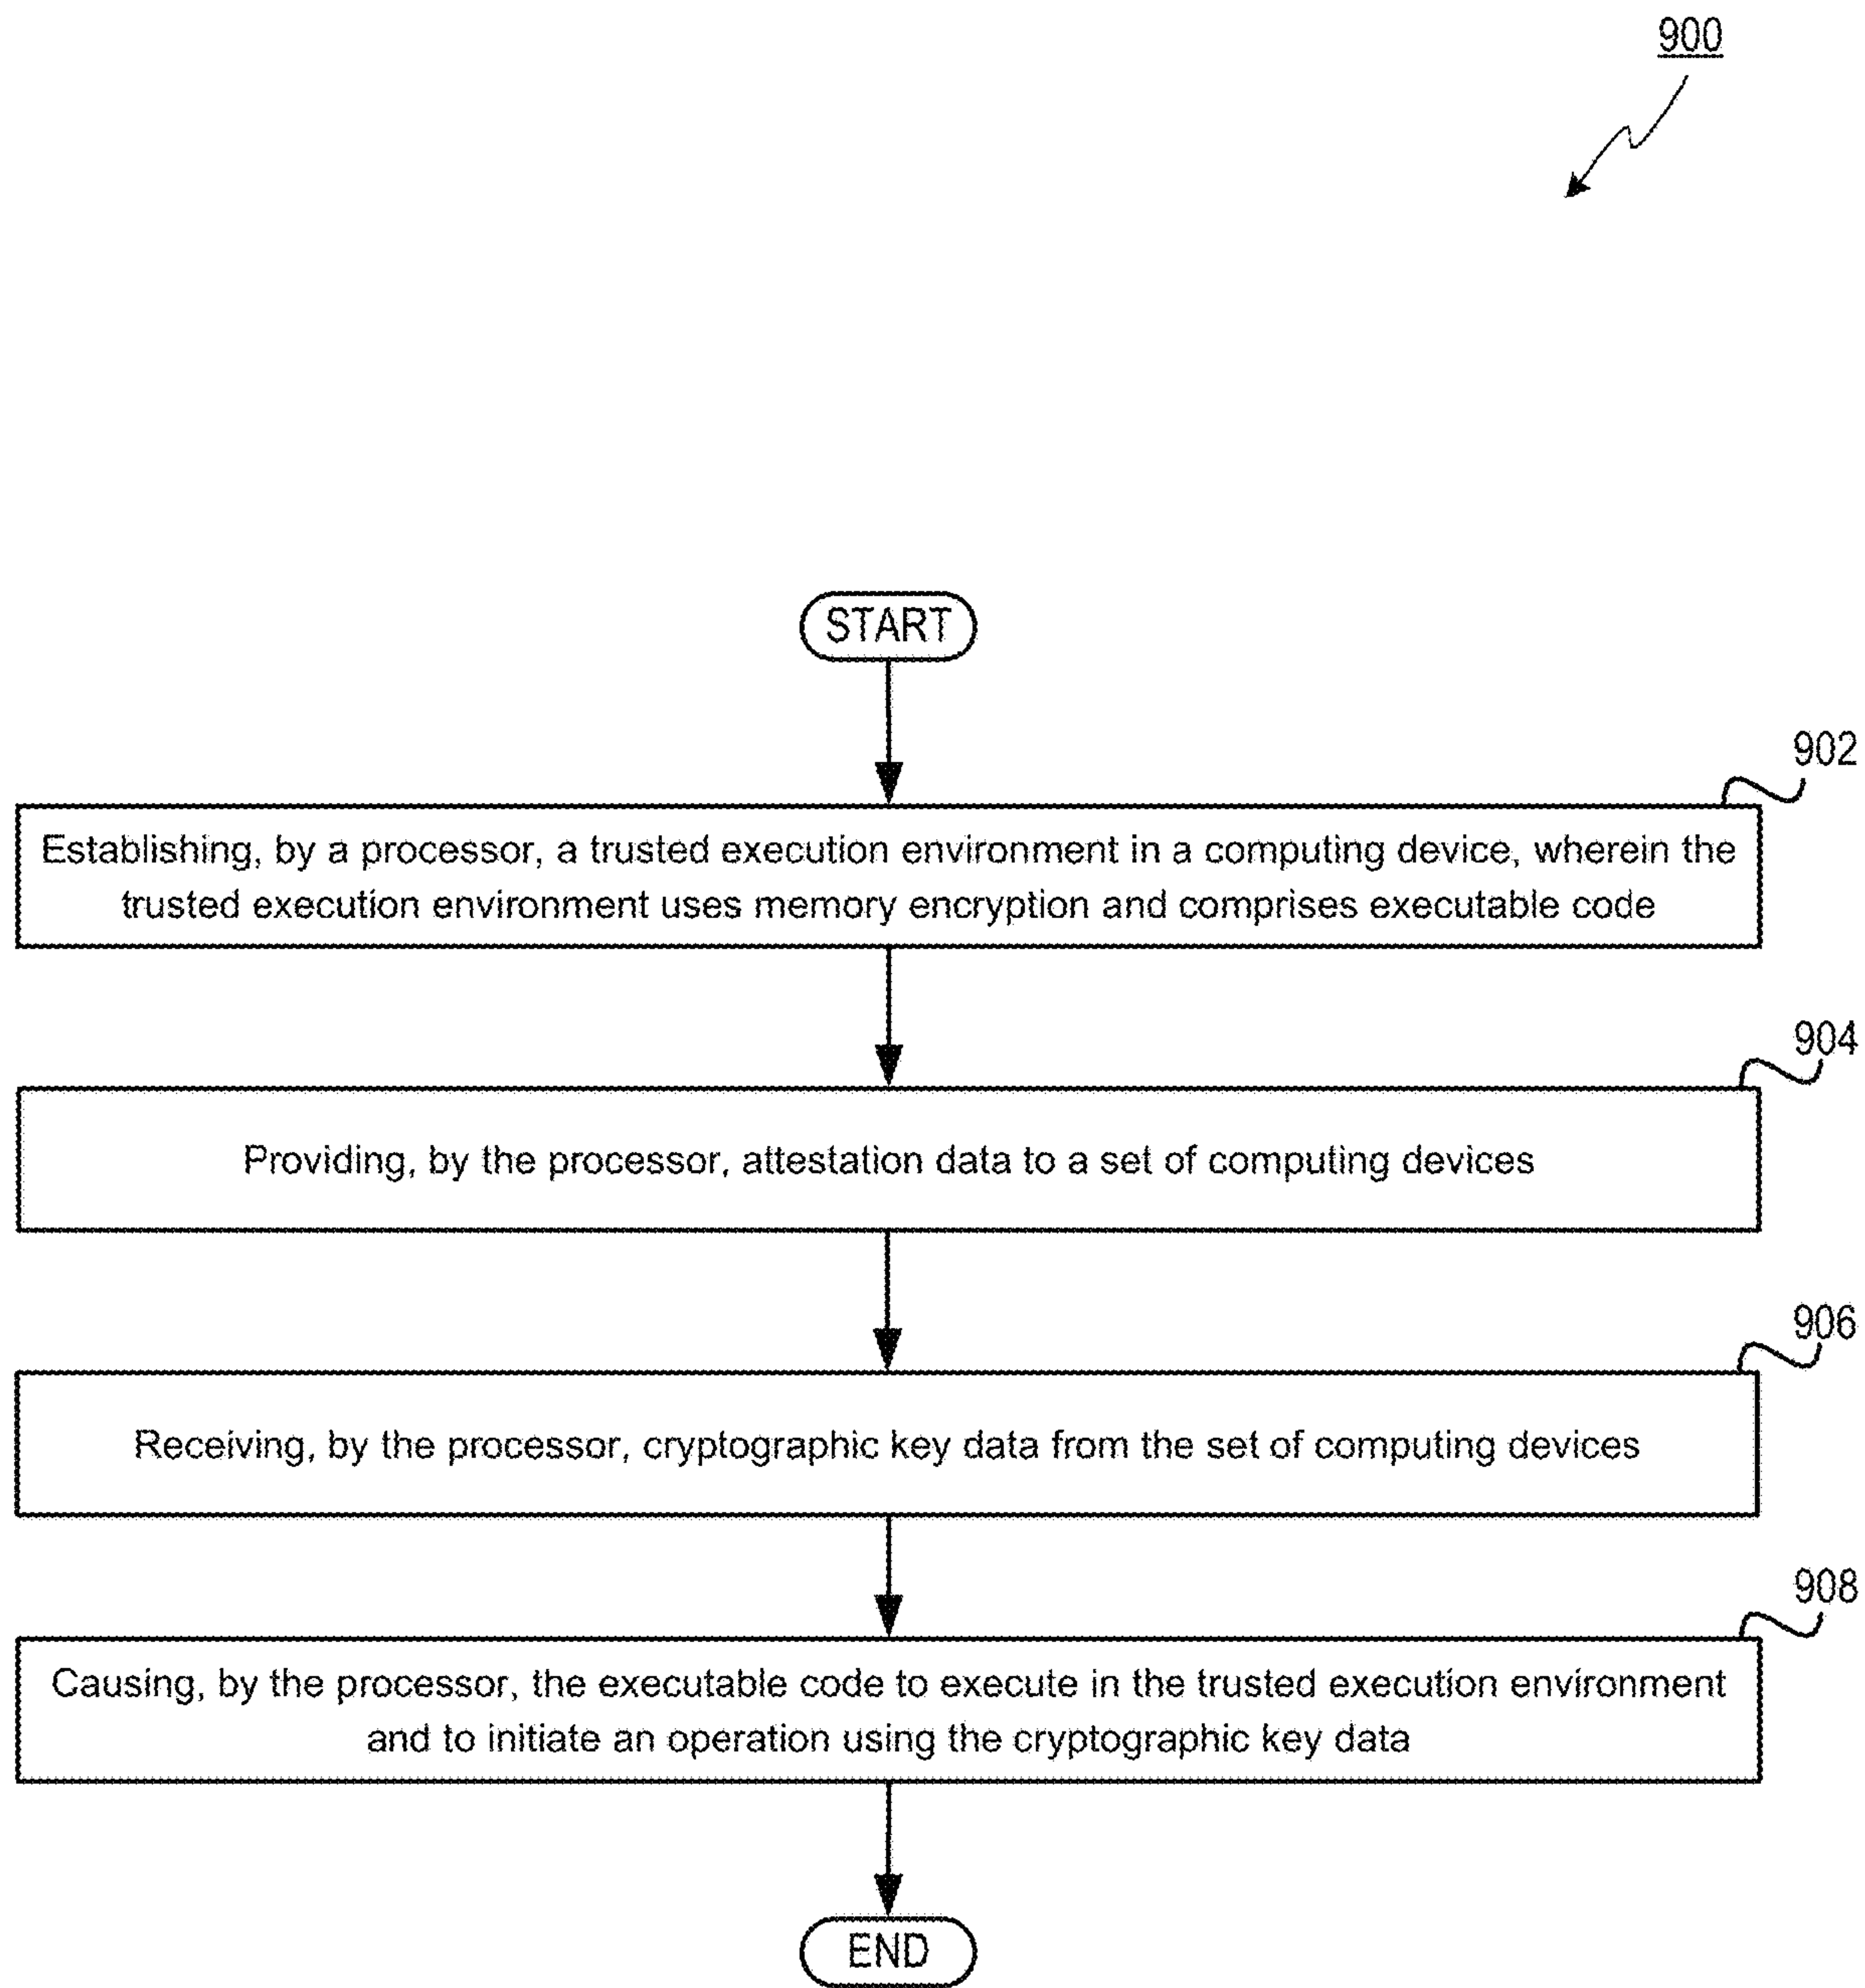 900
START
902
Establishing, by a processor, a trusted execution environment in a computing device, wherein the
trusted execution environment uses memory encryption and comprises executable code
904
Providing, by the processor, attestation data to a set of computing devices
906
Receiving, by the processor, cryptographic key data from the set of computing devices
908
Causing, by the processor, the executable code to execute in the trusted execution environment
and to initiate an operation using the cryptographic key data
END